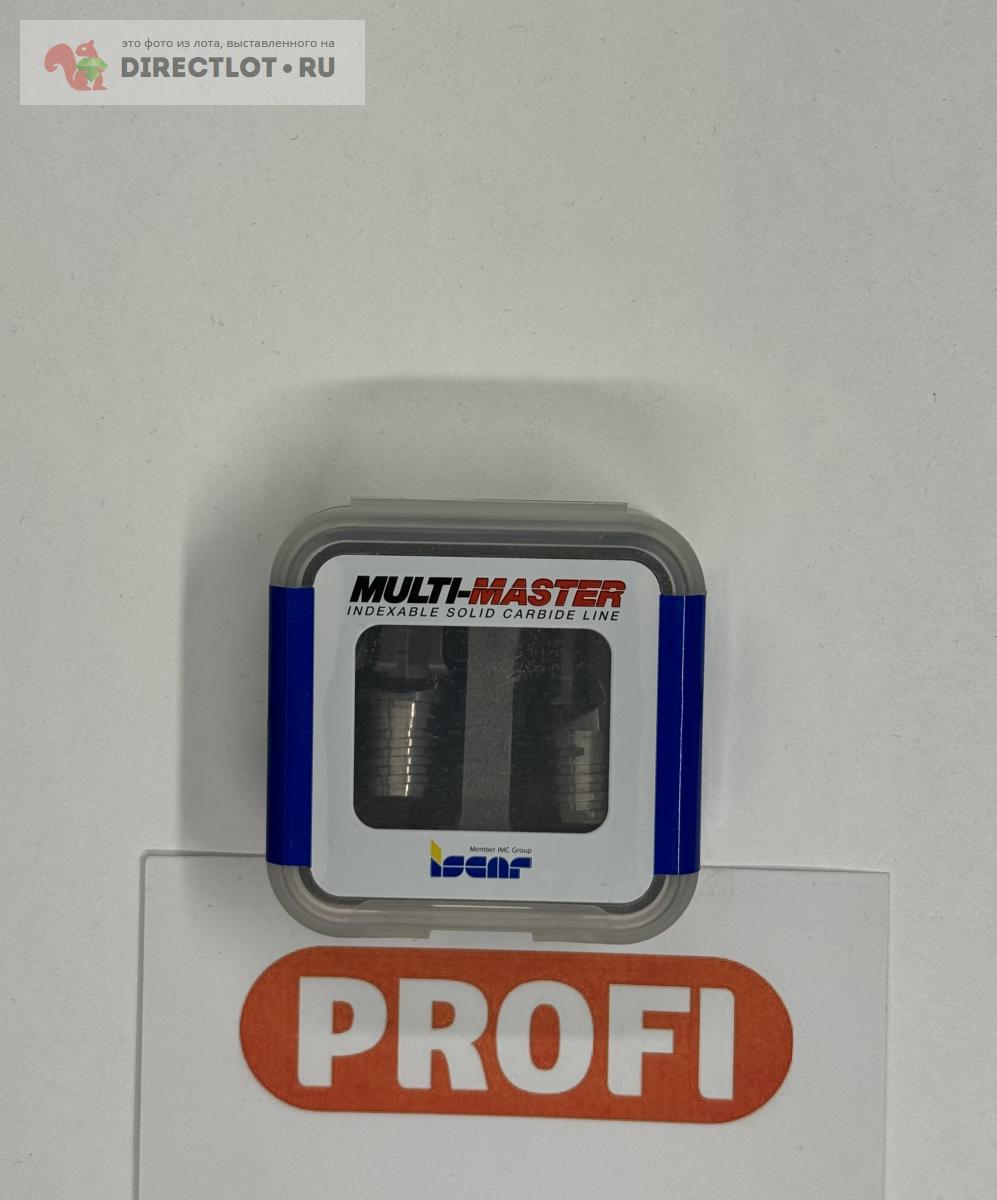 это фото из лота, выставленного на
DIRECTLOT.RU
MULTI-MASTER
INDEXABLE SOLID CARBIDE LINE
Member IMC Group
iscar
PROFI